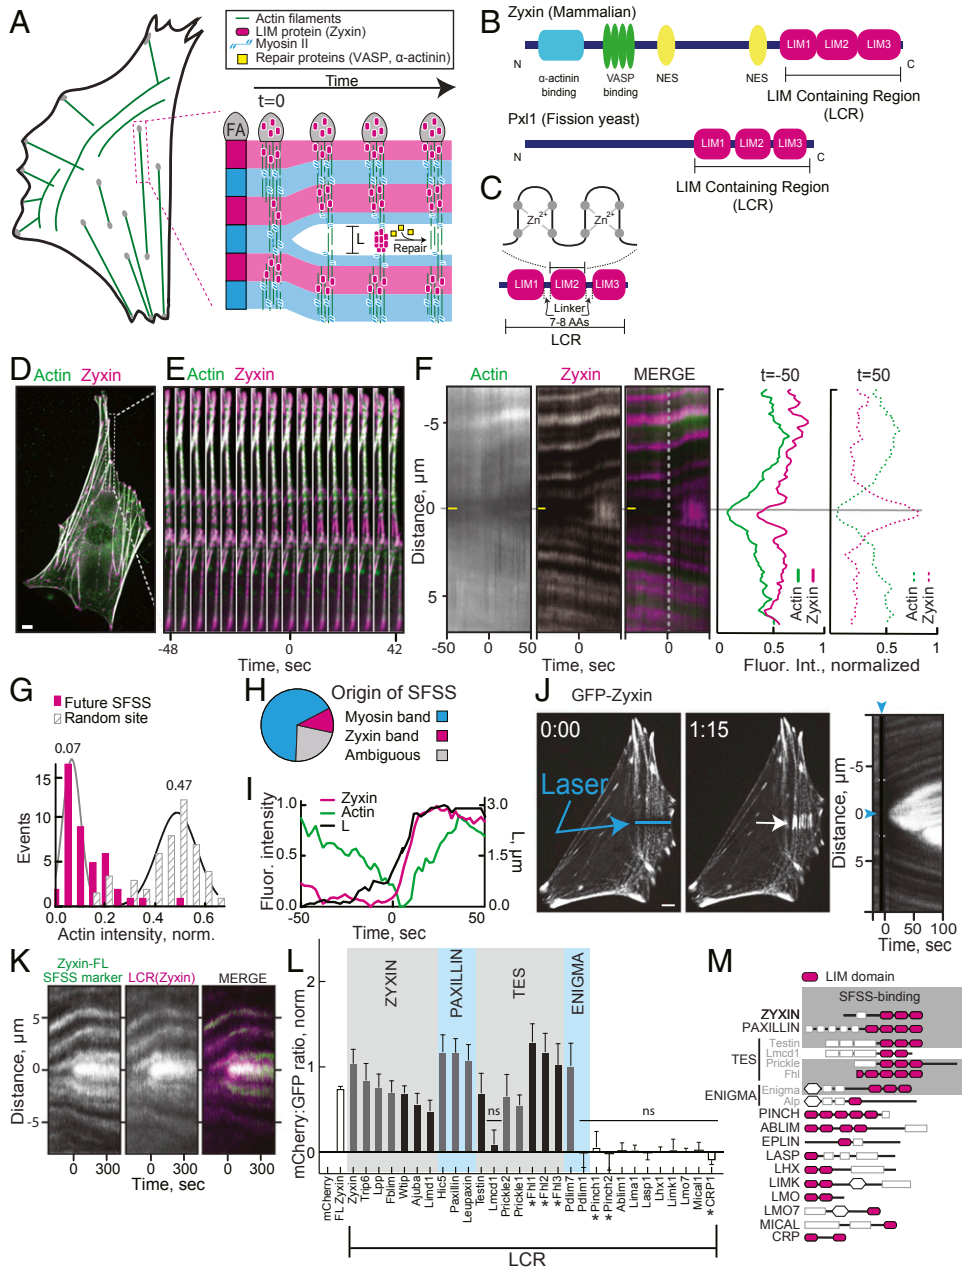 A
Actin filaments
LIM protein (Zyxin)
Myosin II
Repair proteins (VASP, α-actinin)
Time
t=0
FA
L
Repair
B
Zyxin (Mammalian)
LIM1 LIM2 LIM3
N
α-actinin binding
VASP binding
NES
NES
C
LIM Containing Region
(LCR)
Pxl1 (Fission yeast)
LIM1 LIM2 LIM3
N
C
LIM Containing Region
(LCR)
C
Zn2+
Zn2+
LIM1 LIM2 LIM3
Linker
7-8 AAs
LCR
D
Actin Zyxin
E
Actin Zyxin
-48 0 42
Time, sec
F
Actin Zyxin MERGE t=-50 t=50
Distance, µm
-5
0
5
-50 0 50 0 50 0
Time, sec
Actin
Zyxin
Actin
Zyxin
0 0.5 1 0.5 1
Fluor. Int., normalized
G
Future SFSS
Random site
0.07
0.47
Events
15
10
5
0
0.0 0.2 0.4 0.6
Actin intensity, norm.
H
Origin of SFSS
Myosin band
Zyxin band
Ambiguous
I
Zyxin
Actin
L
Fluor. intensity
1.0
0.5
0.0
3.0
1.5
0.0
L, µm
-50 0 50
Time, sec
J
GFP-Zyxin
0:00
1:15
Laser
Distance, µm
-5
0
5
0 50 100
Time, sec
K
Zyxin-FL
SFSS marker
LCR(Zyxin)
MERGE
Distance, µm
5
0
-5
0 300 0 300 0 300
Time, sec
L
mCherry:GFP ratio, norm
2
1
0
ZYXIN
PAXILLIN
TES
ENIGMA
ns
ns
mCherry
FL Zyxin
Zyxin
Trip6
Lpp
Fblim
Wtip
Ajuba
Limd1
Hic5
Paxillin
Leupaxin
Testin
Lmcd1
Prickle2
Prickle1
*Fhl1
*Fhl2
*Fhl3
Pdlim7
Pdlim1
*Pinch1
*Pinch2
Ablim1
Lima1
Lasp1
Lhx1
Limk1
Lmo7
Mical1
*CRP1
LCR
M
LIM domain
SFSS-binding
ZYXIN
PAXILLIN
TES
Testin
Lmcd1
Prickle
Fhl
ENIGMA
Enigma
Alp
PINCH
ABLIM
EPLIN
LASP
LHX
LIMK
LMO
LMO7
MICAL
CRP